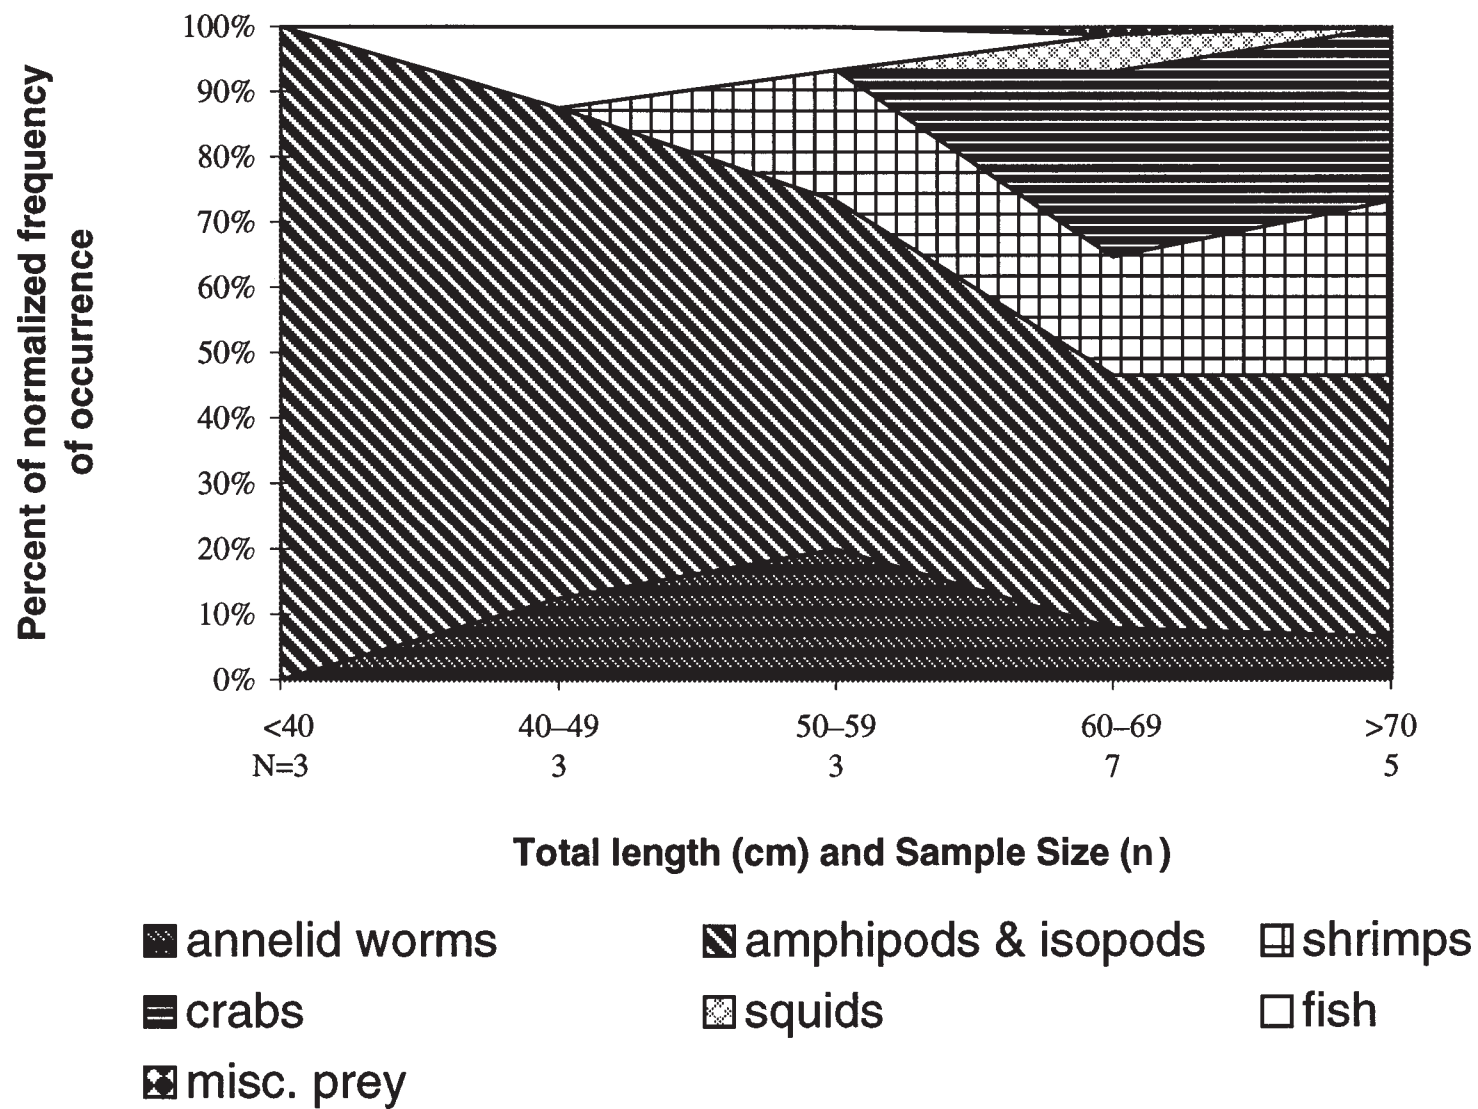 Percent of normalized frequency
of occurrence
100%
90%
80%
70%
60%
50%
40%
30%
20%
10%
0%
<40 40–49 50–59 60–69 >70
N=3 3 3 7 5
Total length (cm) and Sample Size (n)
annelid worms amphipods & isopods shrimps
crabs squids fish
misc. prey